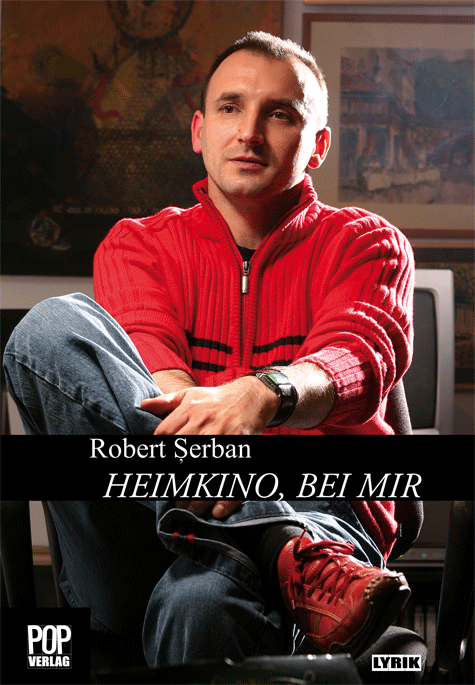 Robert Șerban
HEIMKINO, BEI MIR
POP
VERLAG
LYRIK